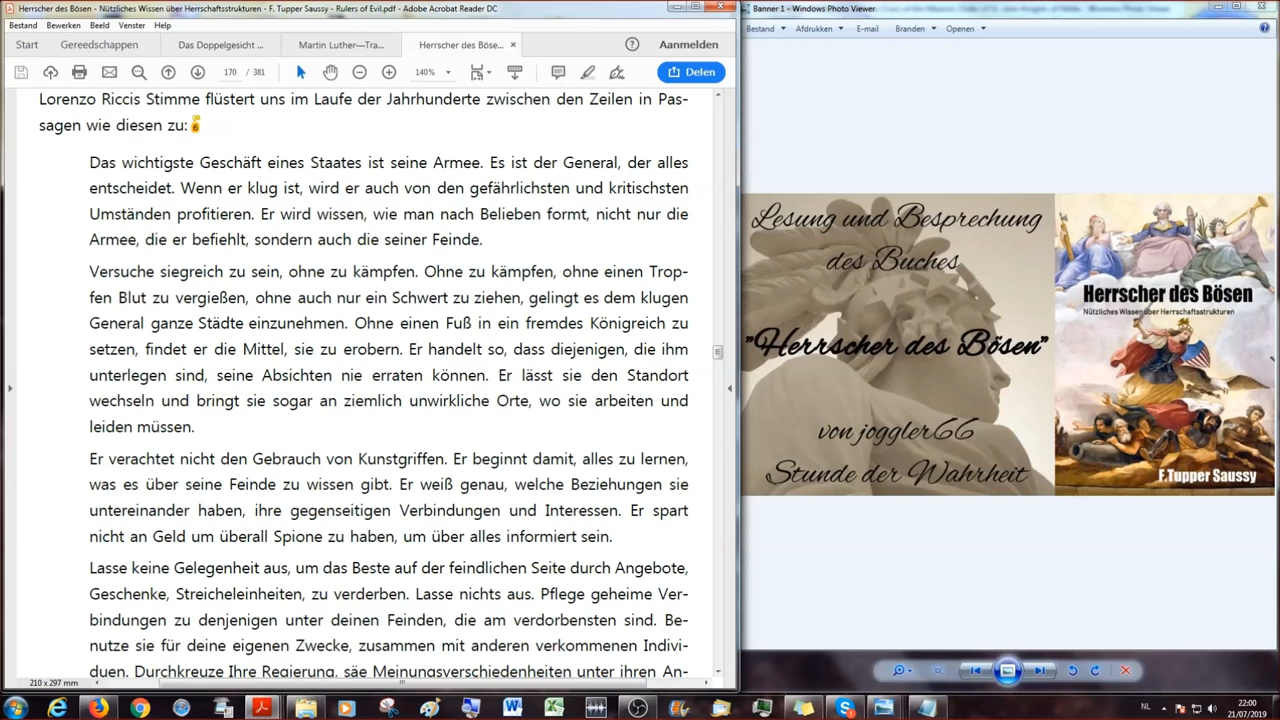 Herrscher des Bösen - Nützliches Wissen über Herrschaftsstrukturen - F. Tupper Saussy - Rulers of Evil.pdf - Adobe Acrobat Reader DC
Bestand Bewerken Beeld Venster Help
Start Gereedschappen Das Doppelgesicht ... Martin Luther—Tra... Herrscher des Böse... × Aanmelden
170 / 381 140% Delen
Lorenzo Riccis Stimme flüstert uns im Laufe der Jahrhunderte zwischen den Zeilen in Pas-
sagen wie diesen zu: 6
Das wichtigste Geschäft eines Staates ist seine Armee. Es ist der General, der alles
entscheidet. Wenn er klug ist, wird er auch von den gefährlichsten und kritischsten
Umständen profitieren. Er wird wissen, wie man nach Belieben formt, nicht nur die
Armee, die er befiehlt, sondern auch die seiner Feinde.
Versuche siegreich zu sein, ohne zu kämpfen. Ohne zu kämpfen, ohne einen Trop-
fen Blut zu vergießen, ohne auch nur ein Schwert zu ziehen, gelingt es dem klugen
General ganze Städte einzunehmen. Ohne einen Fuß in ein fremdes Königreich zu
setzen, findet er die Mittel, sie zu erobern. Er handelt so, dass diejenigen, die ihm
unterlegen sind, seine Absichten nie erraten können. Er lässt sie den Standort
wechseln und bringt sie sogar an ziemlich unwirkliche Orte, wo sie arbeiten und
leiden müssen.
Er verachtet nicht den Gebrauch von Kunstgriffen. Er beginnt damit, alles zu lernen,
was es über seine Feinde zu wissen gibt. Er weiß genau, welche Beziehungen sie
untereinander haben, ihre gegenseitigen Verbindungen und Interessen. Er spart
nicht an Geld um überall Spione zu haben, um über alles informiert sein.
Lasse keine Gelegenheit aus, um das Beste auf der feindlichen Seite durch Angebote,
Geschenke, Streicheleinheiten, zu verderben. Lasse nichts aus. Pflege geheime Ver-
bindungen zu denjenigen unter deinen Feinden, die am verdorbensten sind. Be-
nutze sie für deine eigenen Zwecke, zusammen mit anderen verkommenen Indivi-
duen. Durchkreuze Ihre Regierung, säe Meinungsverschiedenheiten unter ihren An-
210 x 297 mm
Banner 1 - Windows Photo Viewer
Bestand Afdrukken E-mail Branden Openen
Lesung und Besprechung
des Buches
"Herrscher des Bösen"
von joggler66
Stunde der Wahrheit
Herrscher des Bösen
Nützliches Wissen über Herrschaftsstrukturen
F.Tupper Saussy
NL
22:00
21/07/2019